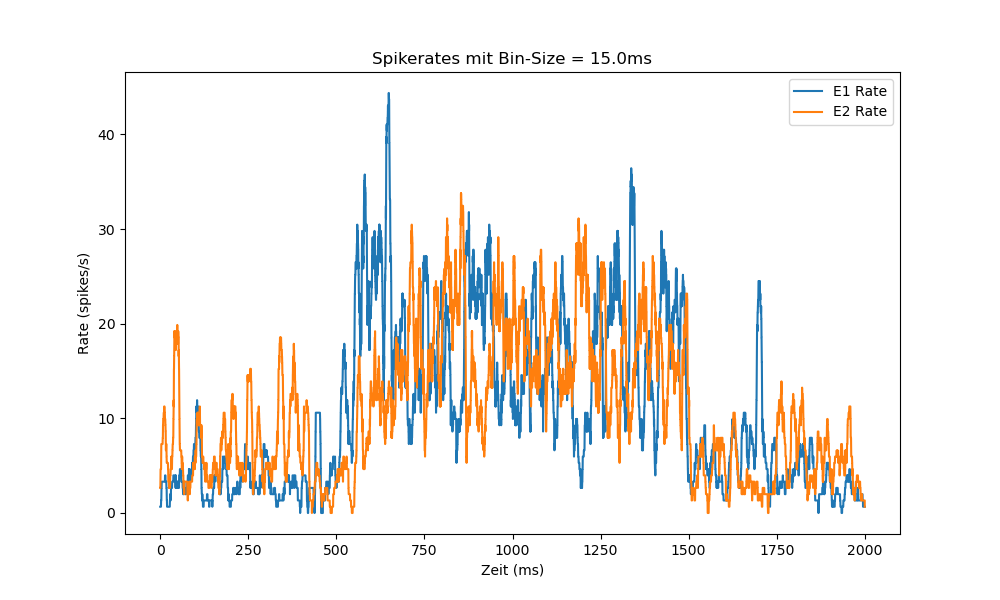 Spikerates mit Bin-Size = 15.0ms
E1 Rate
E2 Rate
Rate (spikes/s)
40
30
20
10
0
0 250 500 750 1000 1250 1500 1750 2000
Zeit (ms)